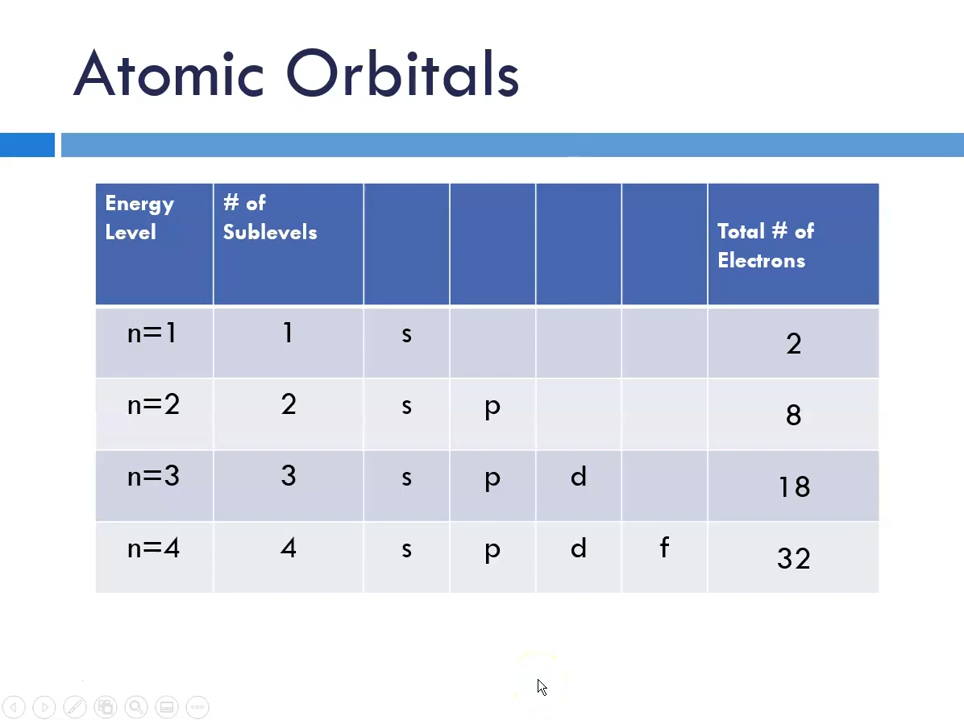 Atomic Orbitals
Energy Level # of Sublevels Total # of Electrons
n=1 1 s 2
n=2 2 s p 8
n=3 3 s p d 18
n=4 4 s p d f 32